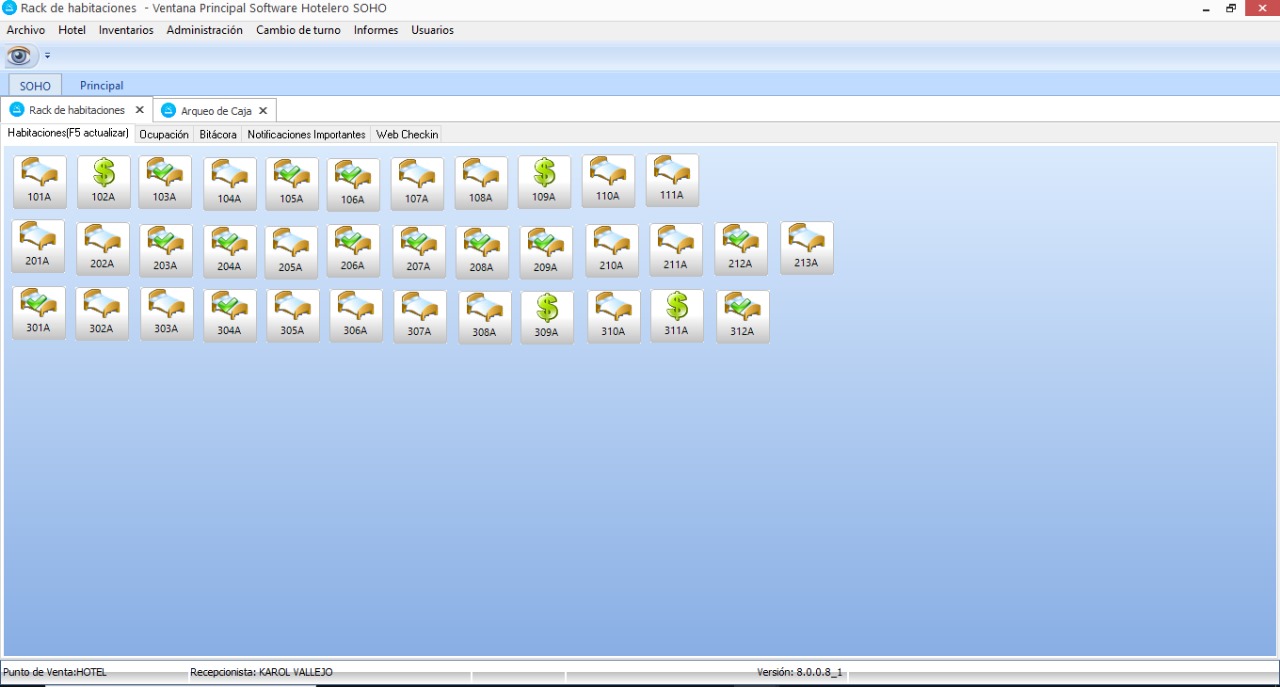 Rack de habitaciones - Ventana Principal Software Hotelero SOHO
Archivo Hotel Inventarios Administración Cambio de turno Informes Usuarios
SOHO Principal
Rack de habitaciones Arqueo de Caja
Habitaciones(F5 actualizar) Ocupación Bitácora Notificaciones Importantes Web Checkin
101A 102A 103A 104A 105A 106A 107A 108A 109A 110A 111A
201A 202A 203A 204A 205A 206A 207A 208A 209A 210A 211A 212A 213A
301A 302A 303A 304A 305A 306A 307A 308A 309A 310A 311A 312A
Punto de Venta:HOTEL Recepcionista: KAROL VALLEJO Versión: 8.0.0.8_1